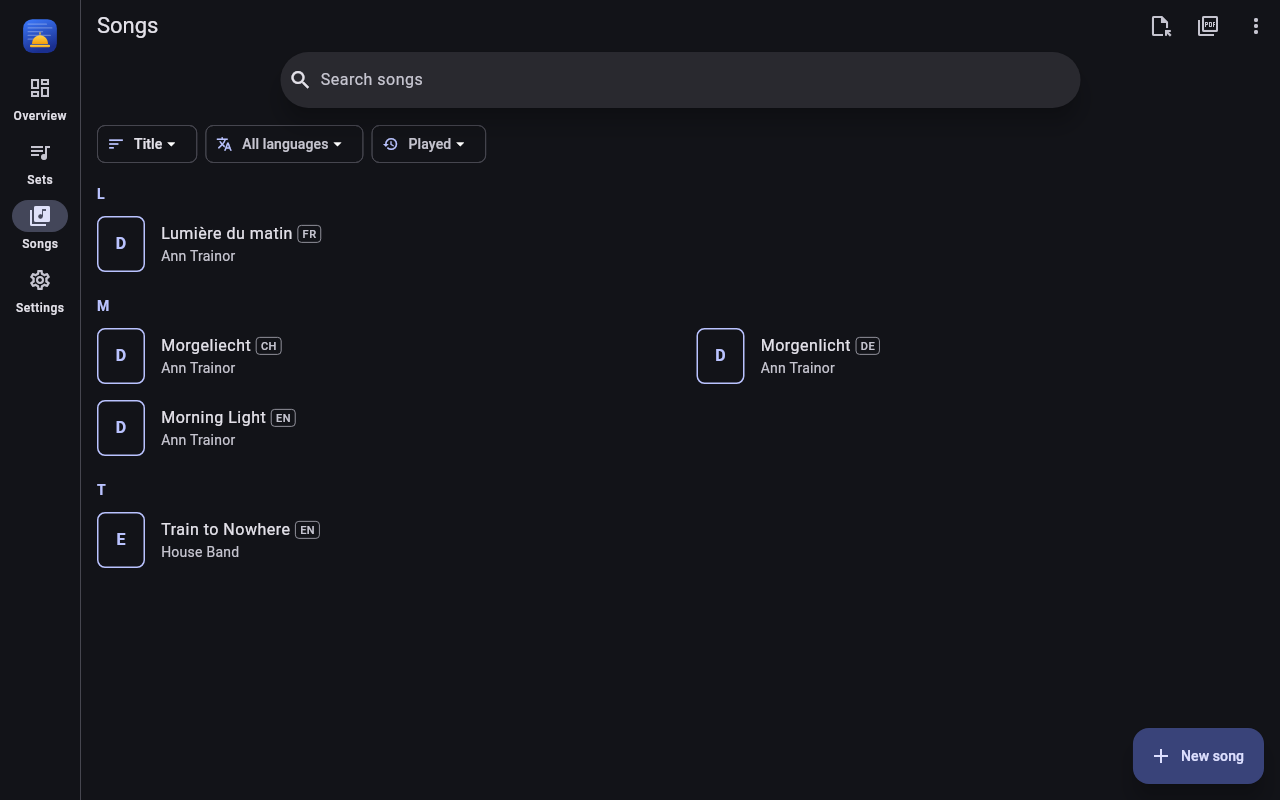 Songs
PDF
Search songs
Overview
Sets
Songs
Settings
Title
All languages
Played
L
D
Lumière du matin FR
Ann Trainor
M
D
Morgeliecht CH
Ann Trainor
D
Morgenlicht DE
Ann Trainor
D
Morning Light EN
Ann Trainor
T
E
Train to Nowhere EN
House Band
New song